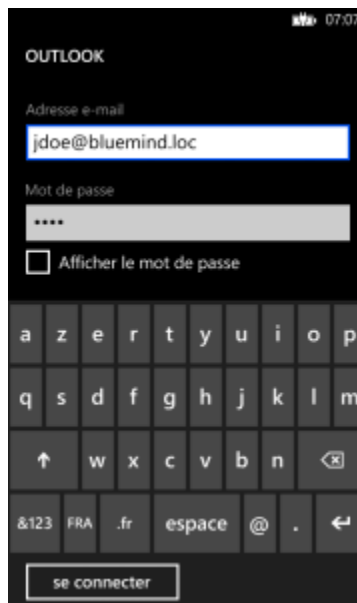 07:07
OUTLOOK
Adresse e-mail
jdoe@bluemind.loc
Mot de passe
••••
Afficher le mot de passe
a z e r t y u i o p
q s d f g h j k l m
w x c v b n
&123 FRA .fr espace @ .
se connecter